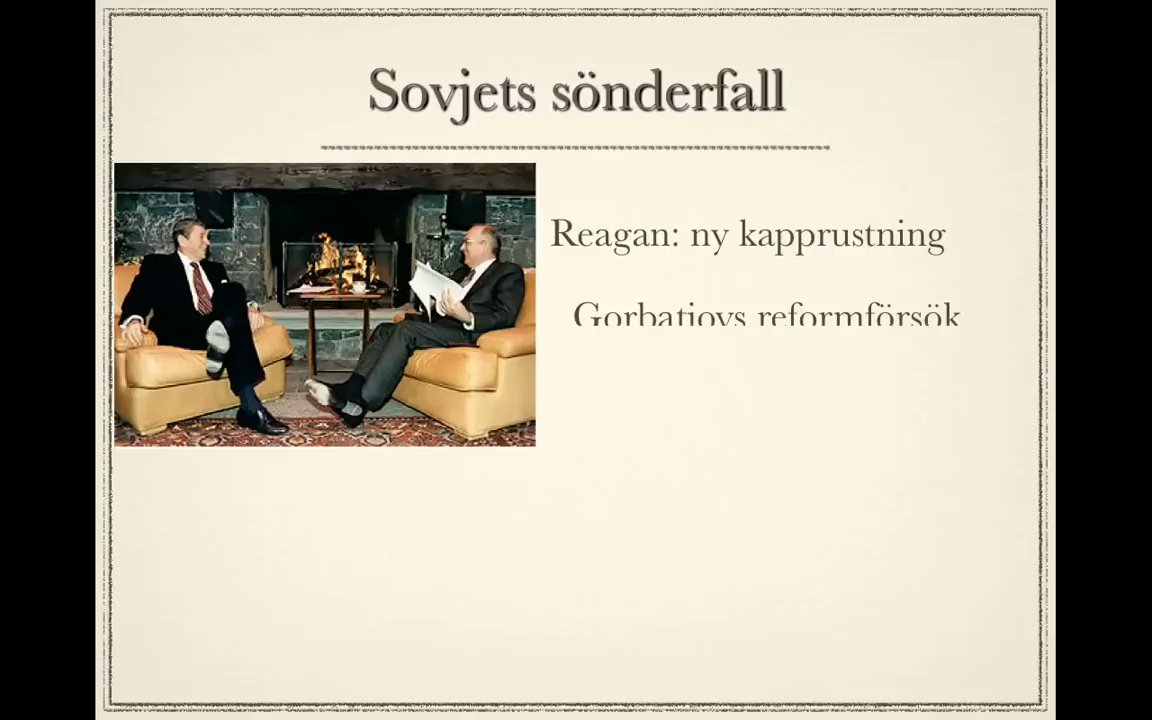 Sovjets sönderfall
Reagan: ny kapprustning
Gorbatjovs reformförsök